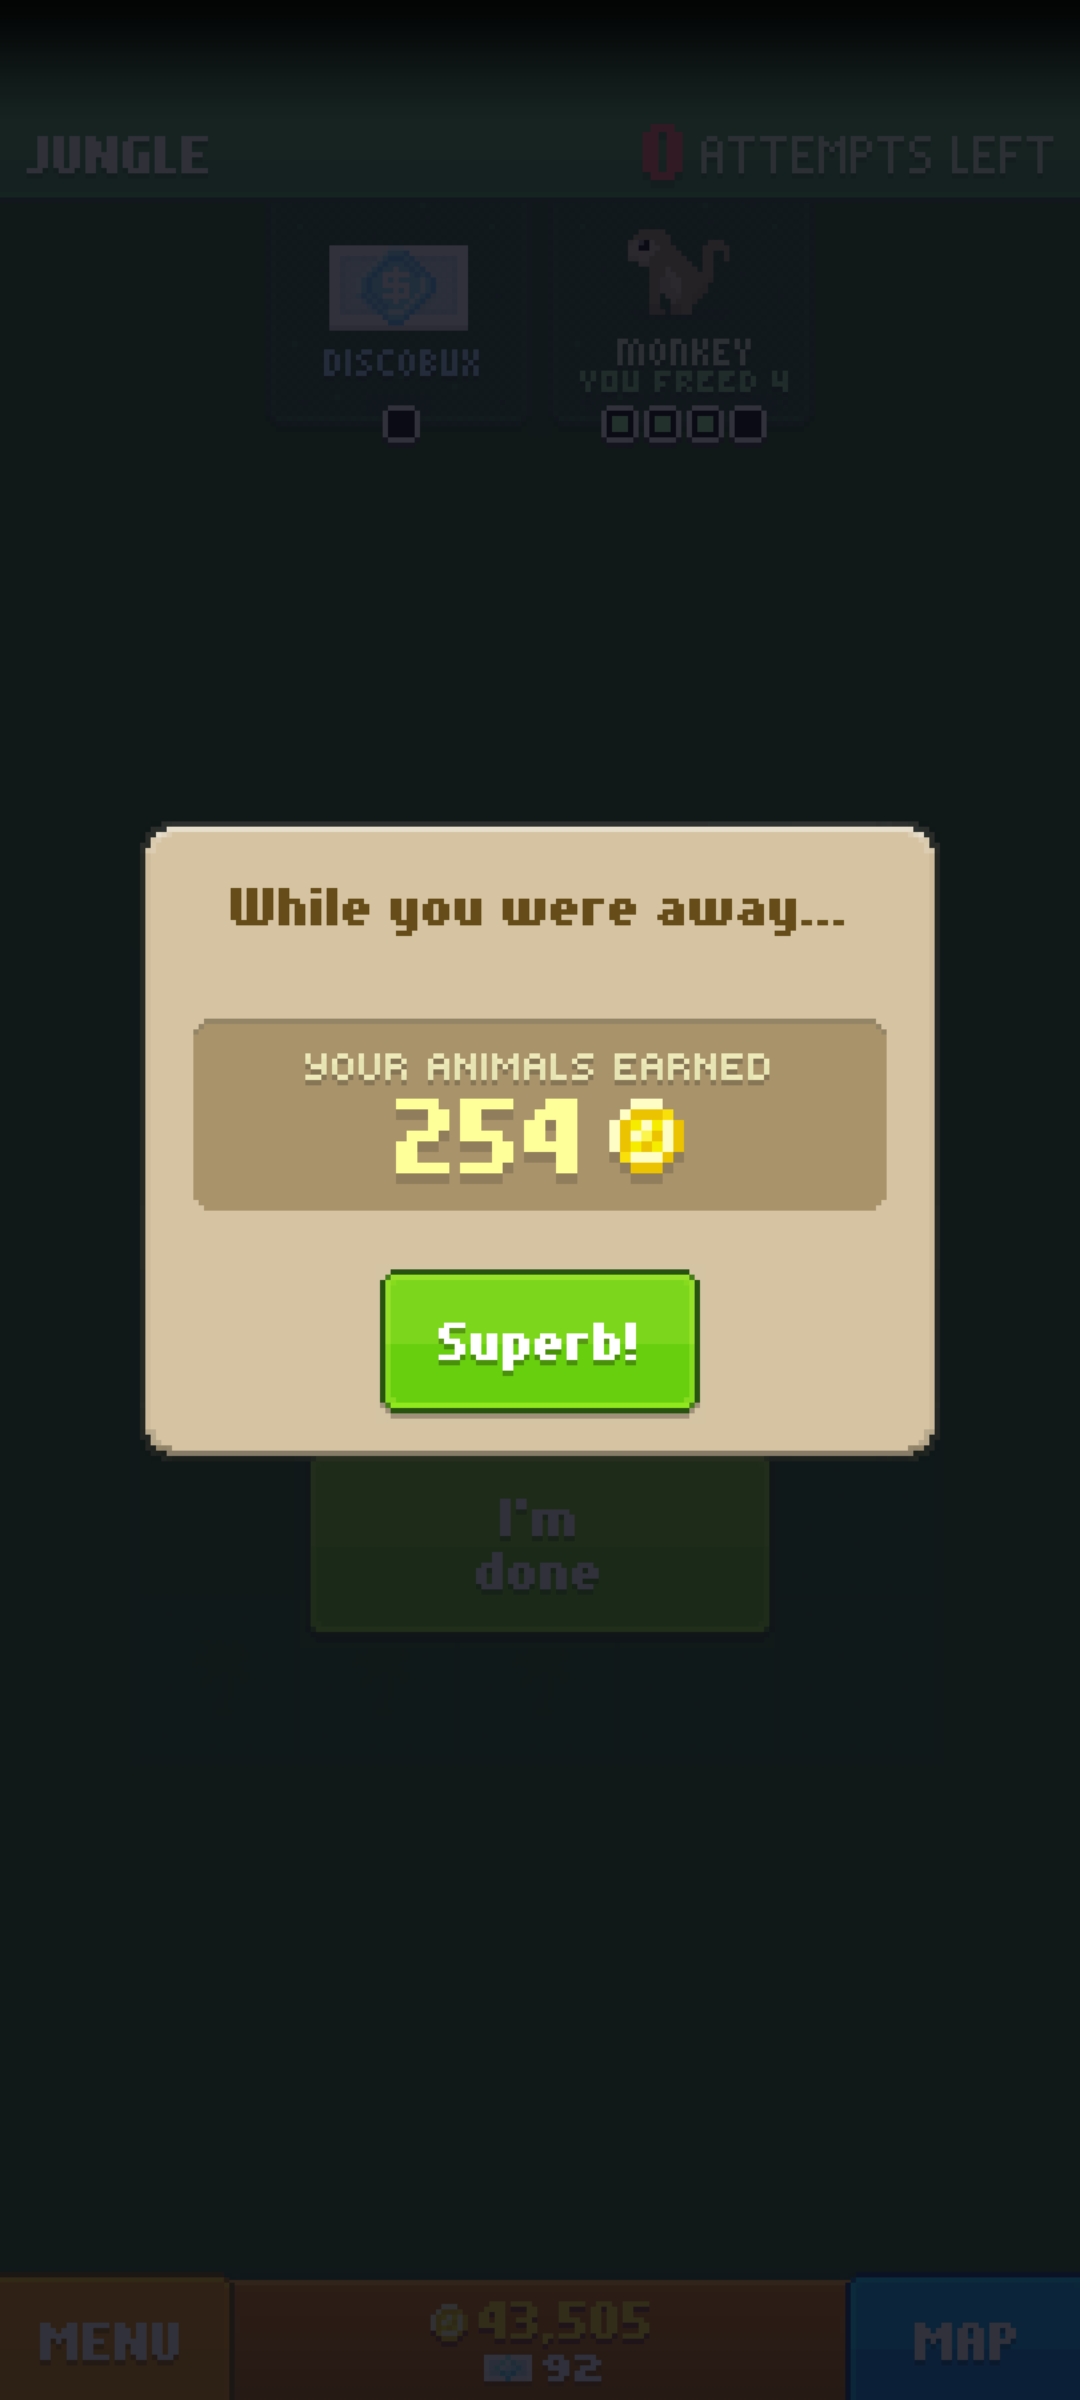 JUNGLE
0 ATTEMPTS LEFT
$
DISCOBUX
MONKEY
YOU FREED 4
While you were away...
YOUR ANIMALS EARNED
254
Superb!
I'm
done
MENU
43,505
92
MAP